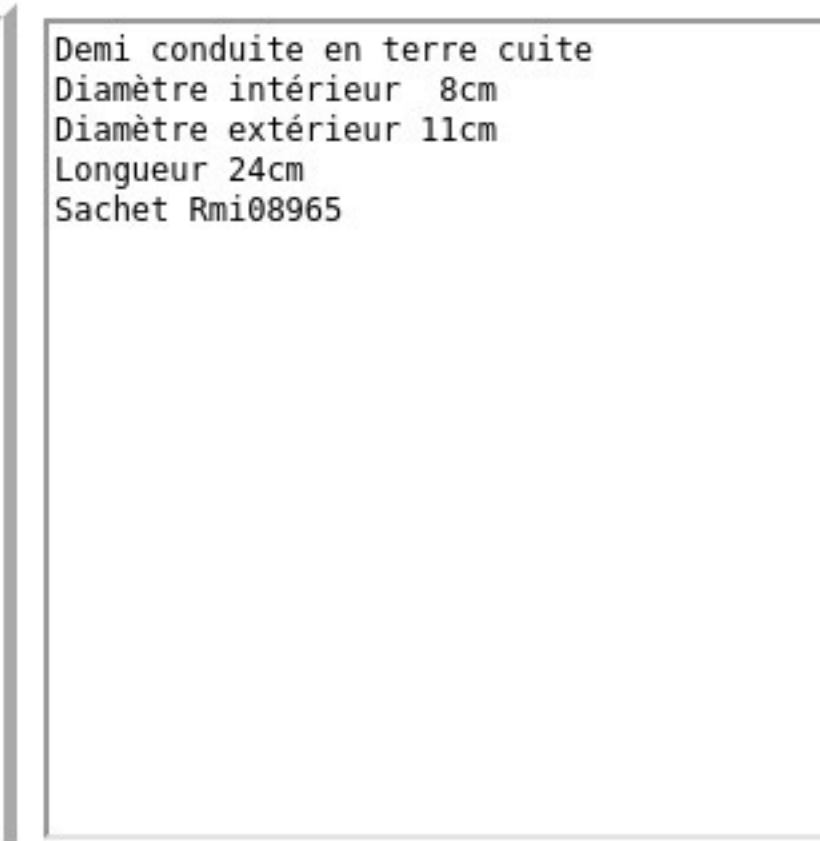 Demi conduite en terre cuite
Diamètre intérieur  8cm
Diamètre extérieur 11cm
Longueur 24cm
Sachet Rmi08965